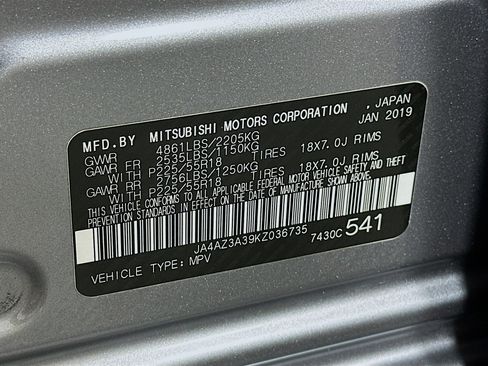 MFD.BY MITSUBISHI MOTORS CORPORATION , JAPAN
JAN 2019
GVWR 4861LBS/2205KG
GAWR FR 2535LBS/1150KG
WITH P225/55R18 TIRES 18X7.0J RIMS
GAWR RR 2756LBS/1250KG
WITH P225/55R18 TIRES 18X7.0J RIMS
THIS VEHICLE CONFORMS TO ALL APPLICABLE FEDERAL MOTOR VEHICLE SAFETY AND THEFT
PREVENTION STANDARDS IN EFFECT ON THE DATE OF MANUFACTURE SHOWN ABOVE.
JA4AZ3A39KZ036735
VEHICLE TYPE: MPV 7430C 541